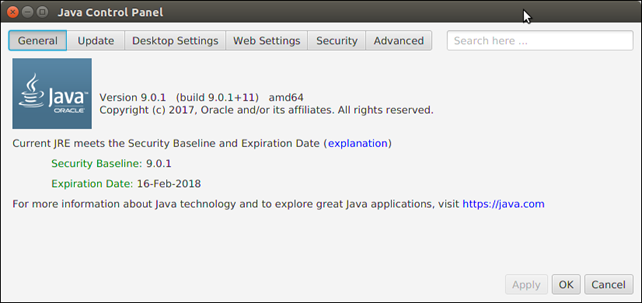 Java Control Panel
General Update Desktop Settings Web Settings Security Advanced Search here ...
Java
ORACLE
Version 9.0.1 (build 9.0.1+11) amd64
Copyright (c) 2017, Oracle and/or its affiliates. All rights reserved.
Current JRE meets the Security Baseline and Expiration Date (explanation)
Security Baseline: 9.0.1
Expiration Date: 16-Feb-2018
For more information about Java technology and to explore great Java applications, visit https://java.com
Apply OK Cancel